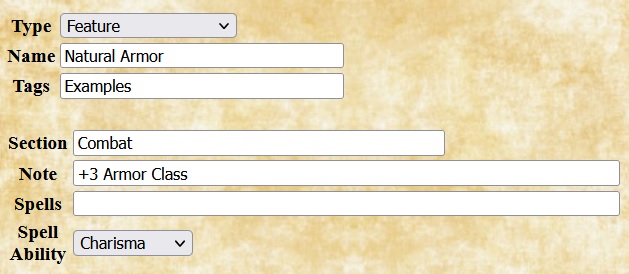 Type Feature
Name Natural Armor
Tags Examples
Section Combat
Note +3 Armor Class
Spells
Spell
Ability Charisma